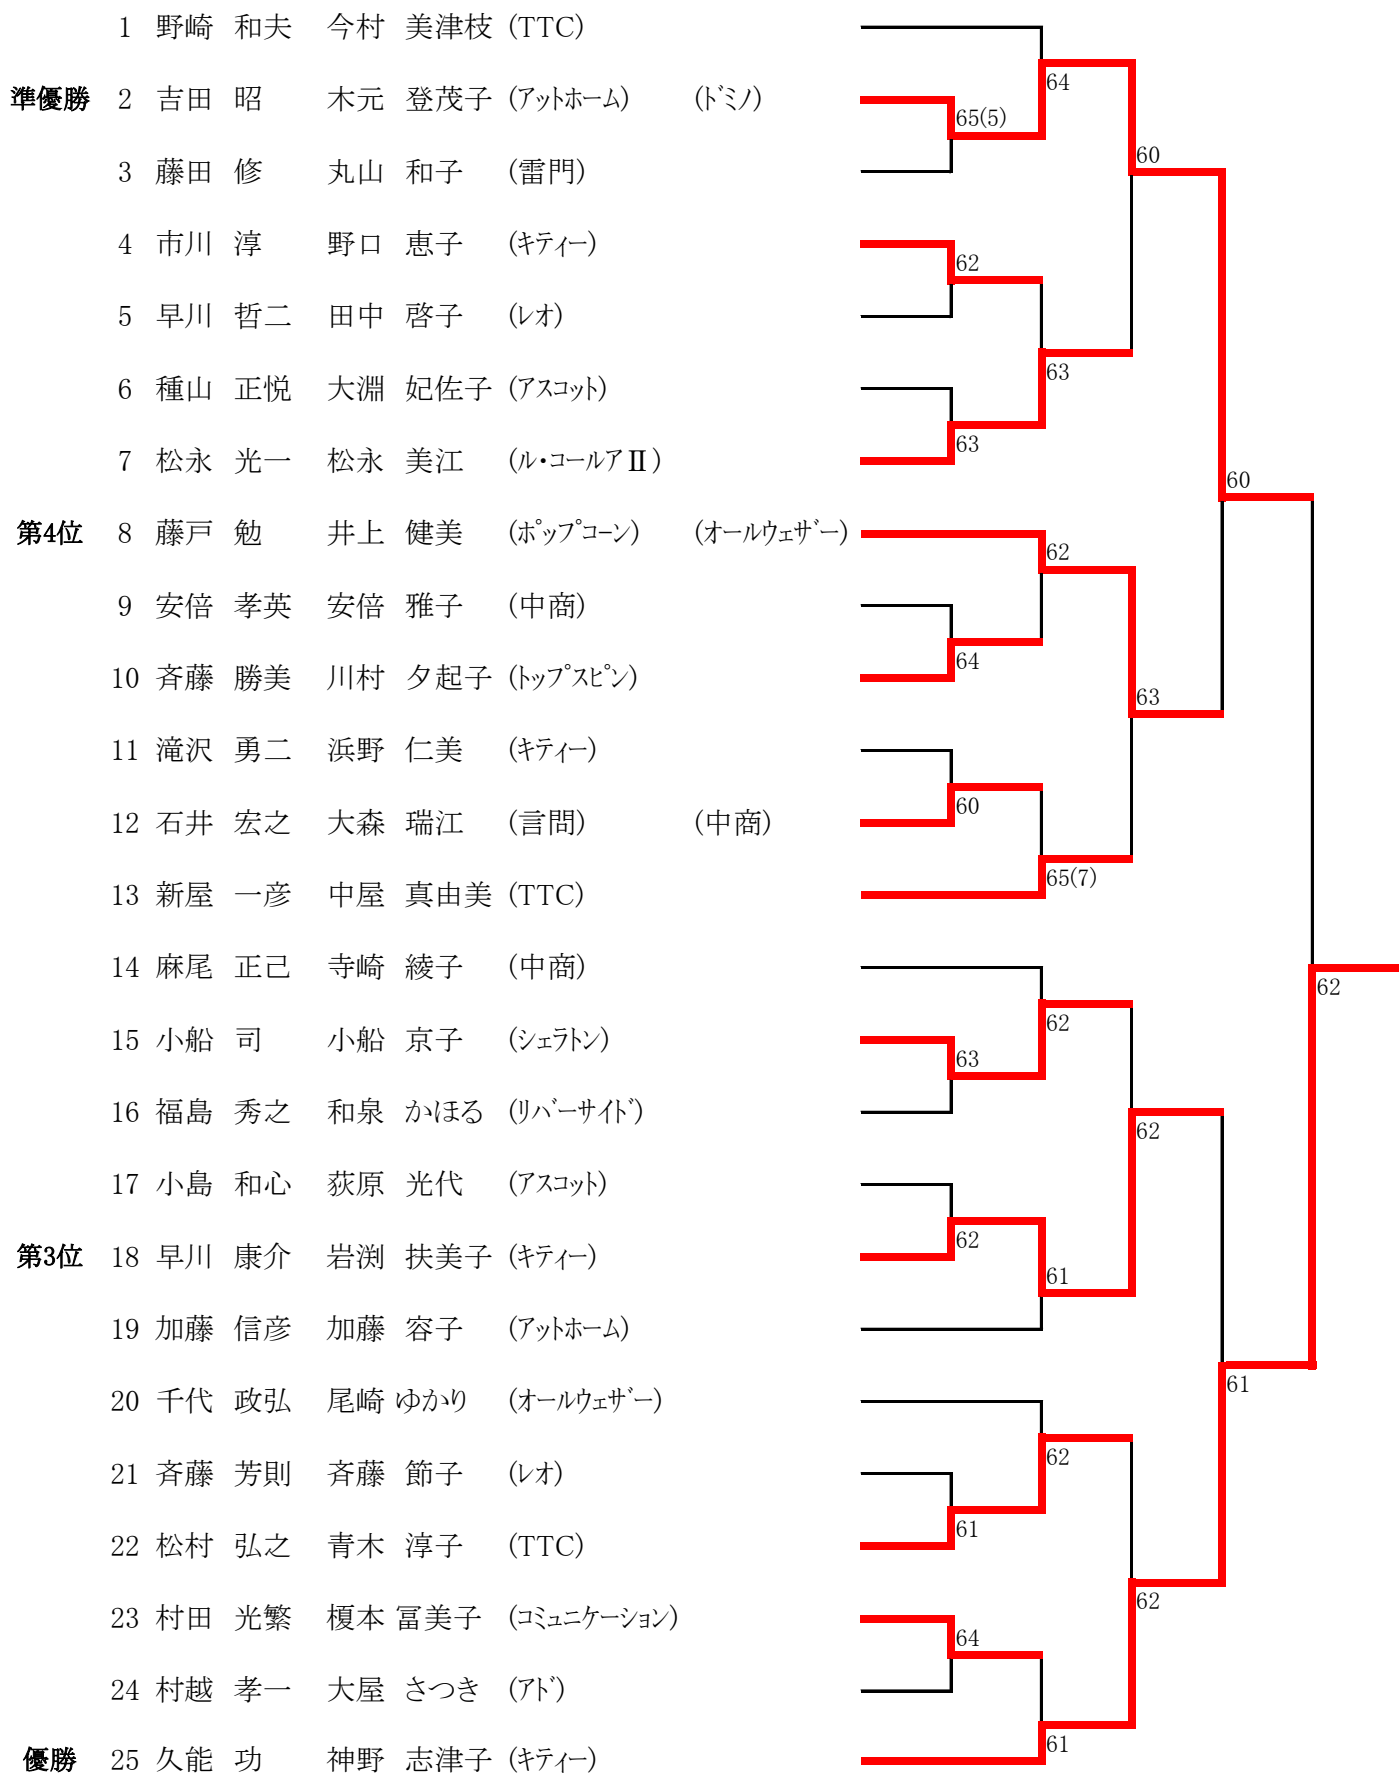 1 野崎 和夫 今村 美津枝 (TTC)
64
準優勝 2 吉田 昭 木元 登茂子 (アットホーム) (ドミノ)
65(5)
60
3 藤田 修 丸山 和子 (雷門)
4 市川 淳 野口 恵子 (キティー)
62
5 早川 哲二 田中 啓子 (レオ)
63
6 種山 正悦 大淵 妃佐子 (アスコット)
63
7 松永 光一 松永 美江 (ル・コールアⅡ)
60
第4位 8 藤戸 勉 井上 健美 (ポップコーン) (オールウェザー)
62
9 安倍 孝英 安倍 雅子 (中商)
64
10 斉藤 勝美 川村 夕起子 (トップスピン)
63
11 滝沢 勇二 浜野 仁美 (キティー)
60
12 石井 宏之 大森 瑞江 (言問) (中商)
65(7)
13 新屋 一彦 中屋 真由美 (TTC)
14 麻尾 正己 寺崎 綾子 (中商)
62
62
15 小船 司 小船 京子 (シェラトン)
63
16 福島 秀之 和泉 かほる (リバーサイド)
62
17 小島 和心 荻原 光代 (アスコット)
62
第3位 18 早川 康介 岩渕 扶美子 (キティー)
61
19 加藤 信彦 加藤 容子 (アットホーム)
61
20 千代 政弘 尾崎 ゆかり (オールウェザー)
62
21 斉藤 芳則 斉藤 節子 (レオ)
61
22 松村 弘之 青木 淳子 (TTC)
62
23 村田 光繁 榎本 冨美子 (コミュニケーション)
64
24 村越 孝一 大屋 さつき (アド)
61
優勝 25 久能 功 神野 志津子 (キティー)